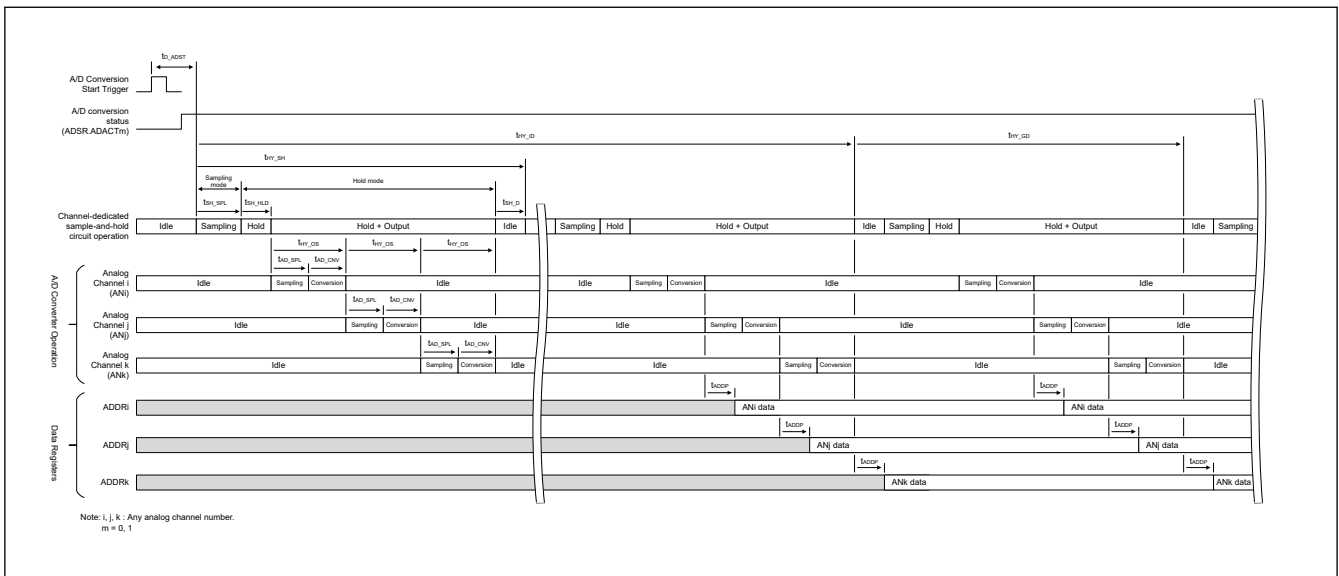 tD_ADST
A/D Conversion
Start Trigger
A/D conversion
status
(ADSR.ADACTm)
tHY_ID
tHY_GD
tHY_SH
Sampling
mode
Hold mode
tSH_SPL
tSH_HLD
tSH_D
Channel-dedicated
sample-and-hold
circuit operation
Idle
Sampling
Hold
Hold + Output
Idle
Sampling
Hold
Hold + Output
Idle
Sampling
Hold
Hold + Output
Idle
Sampling
tHY_OS
tHY_OS
tHY_OS
tAD_SPL
tAD_CNV
A/D Converter Operation
Analog
Channel i
(ANi)
Idle
Sampling
Conversion
Idle
Sampling
Conversion
Idle
Sampling
Conversion
Idle
tAD_SPL
tAD_CNV
Analog
Channel j
(ANj)
Idle
Sampling
Conversion
Idle
Idle
Sampling
Conversion
Idle
Sampling
Conversion
Idle
tAD_SPL
tAD_CNV
Analog
Channel k
(ANk)
Idle
Sampling
Conversion
Idle
Idle
Sampling
Conversion
Idle
Sampling
Conversion
Idle
tADDP
tADDP
Data Registers
ADDRi
ANi data
ANi data
tADDP
tADDP
ADDRj
ANj data
ANj data
tADDP
tADDP
ADDRk
ANk data
ANk data
Note: i, j, k : Any analog channel number.
m = 0, 1